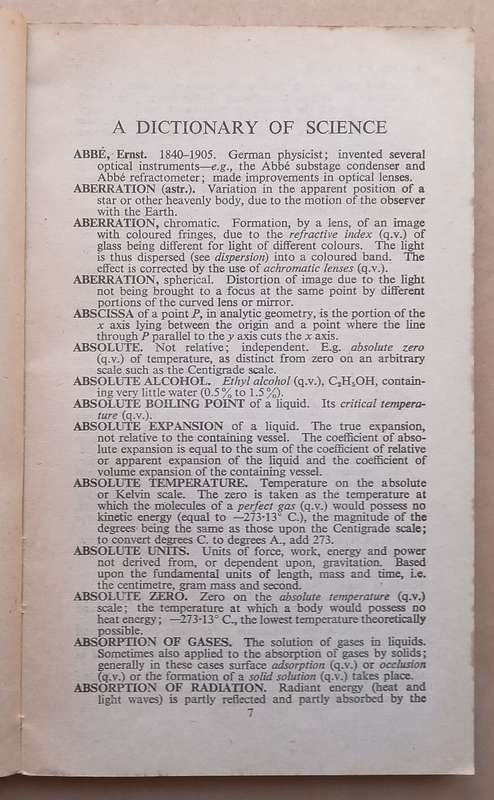 A DICTIONARY OF SCIENCE
ABBÉ, Ernst. 1840–1905. German physicist; invented several
optical instruments—e.g., the Abbé substage condenser and
Abbé refractometer; made improvements in optical lenses.
ABERRATION (astr.). Variation in the apparent position of a
star or other heavenly body, due to the motion of the observer
with the Earth.
ABERRATION, chromatic. Formation, by a lens, of an image
with coloured fringes, due to the refractive index (q.v.) of
glass being different for light of different colours. The light
is thus dispersed (see dispersion) into a coloured band. The
effect is corrected by the use of achromatic lenses (q.v.).
ABERRATION, spherical. Distortion of image due to the light
not being brought to a focus at the same point by different
portions of the curved lens or mirror.
ABSCISSA of a point P, in analytic geometry, is the portion of the
x axis lying between the origin and a point where the line
through P parallel to the y axis cuts the x axis.
ABSOLUTE. Not relative; independent. E.g. absolute zero
(q.v.) of temperature, as distinct from zero on an arbitrary
scale such as the Centigrade scale.
ABSOLUTE ALCOHOL. Ethyl alcohol (q.v.), C₂H₅OH, contain-
ing very little water (0.5% to 1.5%).
ABSOLUTE BOILING POINT of a liquid. Its critical tempera-
ture (q.v.).
ABSOLUTE EXPANSION of a liquid. The true expansion,
not relative to the containing vessel. The coefficient of abso-
lute expansion is equal to the sum of the coefficient of relative
or apparent expansion of the liquid and the coefficient of
volume expansion of the containing vessel.
ABSOLUTE TEMPERATURE. Temperature on the absolute
or Kelvin scale. The zero is taken as the temperature at
which the molecules of a perfect gas (q.v.) would possess no
kinetic energy (equal to —273·13° C.), the magnitude of the
degrees being the same as those upon the Centigrade scale;
to convert degrees C. to degrees A., add 273.
ABSOLUTE UNITS. Units of force, work, energy and power
not derived from, or dependent upon, gravitation. Based
upon the fundamental units of length, mass and time, i.e.
the centimetre, gram mass and second.
ABSOLUTE ZERO. Zero on the absolute temperature (q.v.)
scale; the temperature at which a body would possess no
heat energy; —273·13° C., the lowest temperature theoretically
possible.
ABSORPTION OF GASES. The solution of gases in liquids.
Sometimes also applied to the absorption of gases by solids;
generally in these cases surface adsorption (q.v.) or occlusion
(q.v.) or the formation of a solid solution (q.v.) takes place.
ABSORPTION OF RADIATION. Radiant energy (heat and
light waves) is partly reflected and partly absorbed by the
7